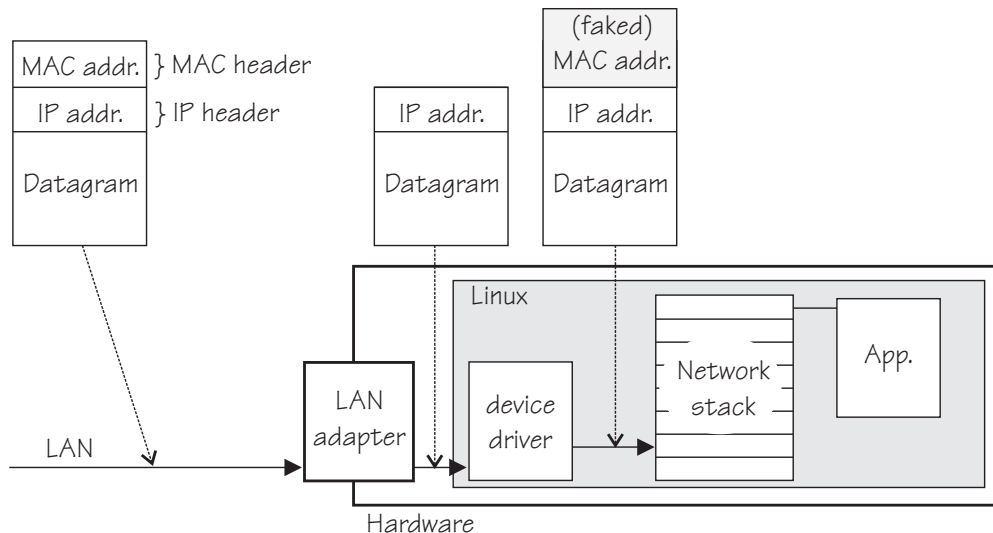 (faked)
MAC addr.
MAC addr. } MAC header
IP addr. } IP header
IP addr.
IP addr.
Datagram
Datagram
Datagram
Linux
App.
Network
stack
LAN
adapter
device
driver
LAN
Hardware